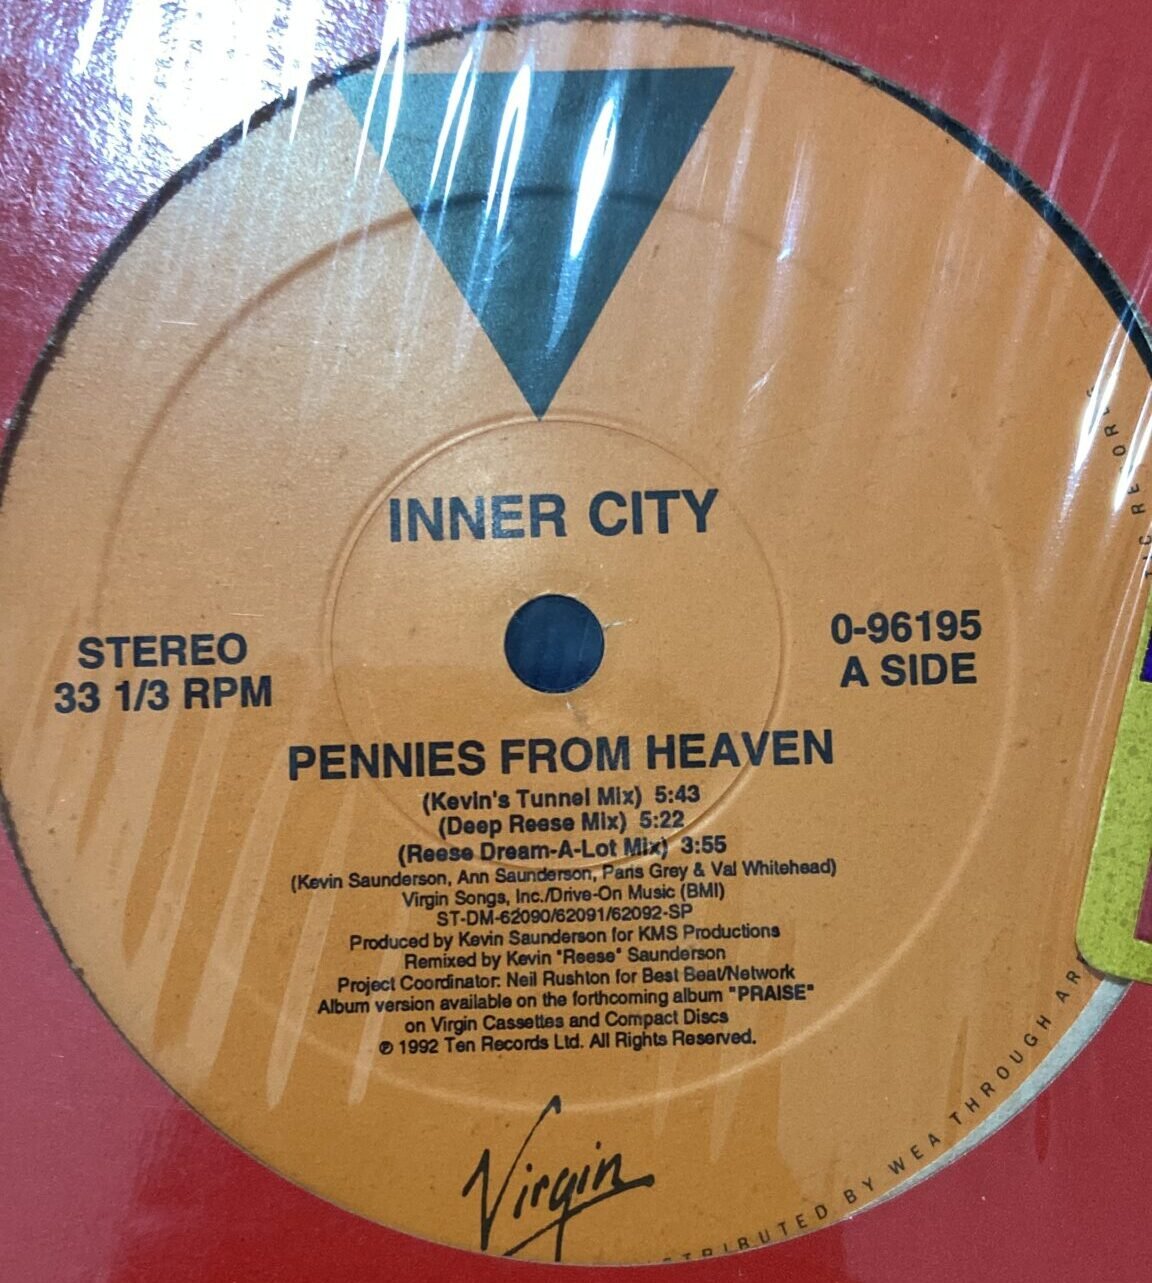 INNER CITY
STEREO
33 1/3 RPM
0-96195
A SIDE
PENNIES FROM HEAVEN
(Kevin's Tunnel Mix) 5:43
(Deep Reese Mix) 5:22
(Reese Dream-A-Lot Mix) 3:55
(Kevin Saunderson, Ann Saunderson, Paris Grey & Val Whitehead)
Virgin Songs, Inc./Drive-On Music (BMI)
ST-DM-62090/62091/62092-SP
Produced by Kevin Saunderson for KMS Productions
Remixed by Kevin "Reese" Saunderson
Project Coordinator: Neil Rushton for Best Beat/Network
Album version available on the forthcoming album "PRAISE"
on Virgin Cassettes and Compact Discs
℗ 1992 Ten Records Ltd. All Rights Reserved.
Virgin
BY WEA THROUGH